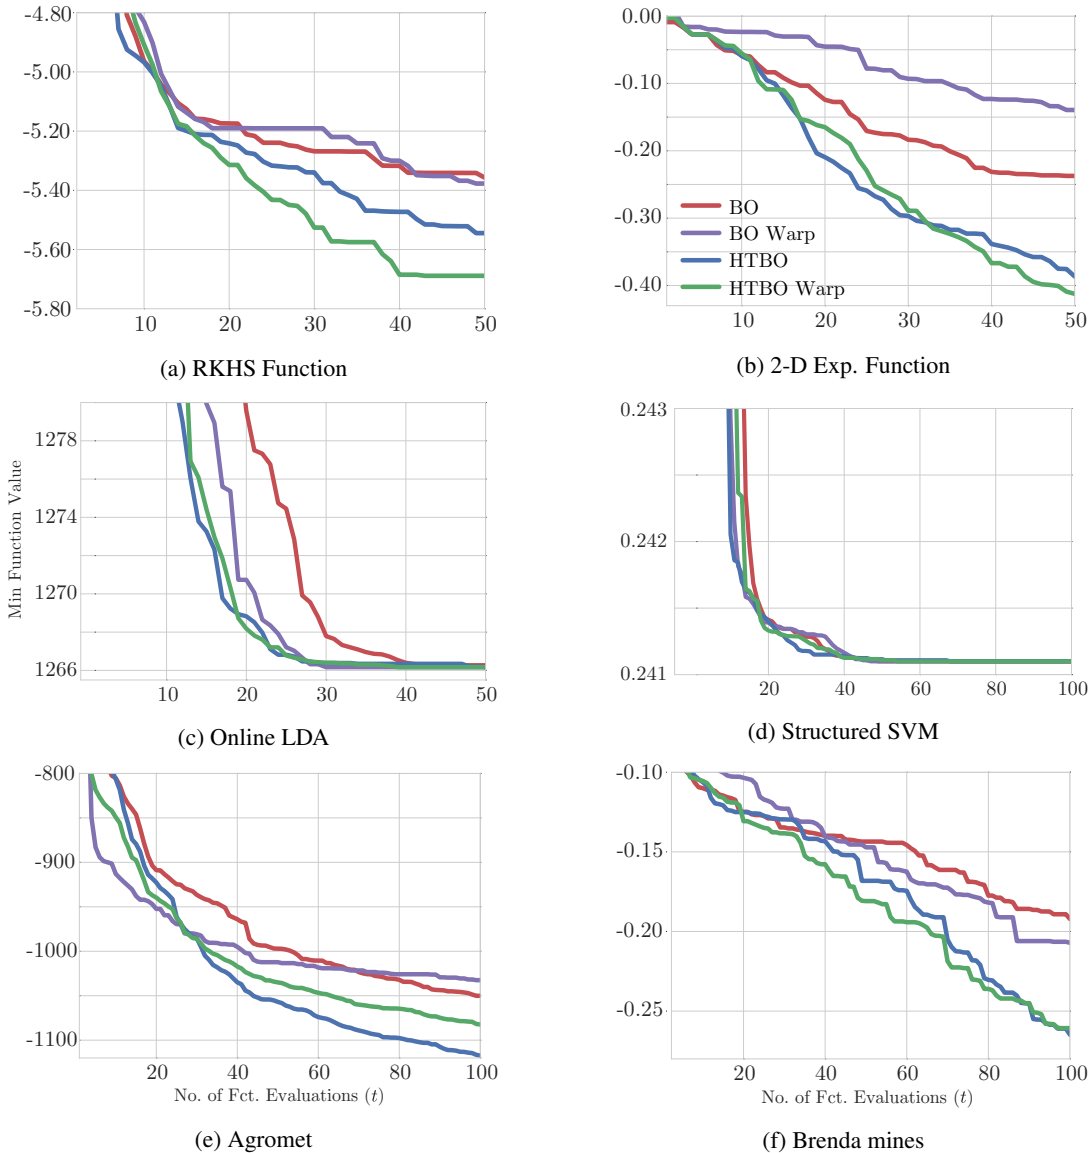 -4.80
-5.00
-5.20
-5.40
-5.60
-5.80
10 20 30 40 50
(a) RKHS Function
0.00
-0.10
-0.20
-0.30
-0.40
BO
BO Warp
HTBO
HTBO Warp
10 20 30 40 50
(b) 2-D Exp. Function
Min Function Value
1278
1274
1270
1266
10 20 30 40 50
(c) Online LDA
0.243
0.242
0.241
20 40 60 80 100
(d) Structured SVM
-800
-900
-1000
-1100
20 40 60 80 100
No. of Fct. Evaluations (t)
(e) Agromet
-0.10
-0.15
-0.20
-0.25
20 40 60 80 100
No. of Fct. Evaluations (t)
(f) Brenda mines